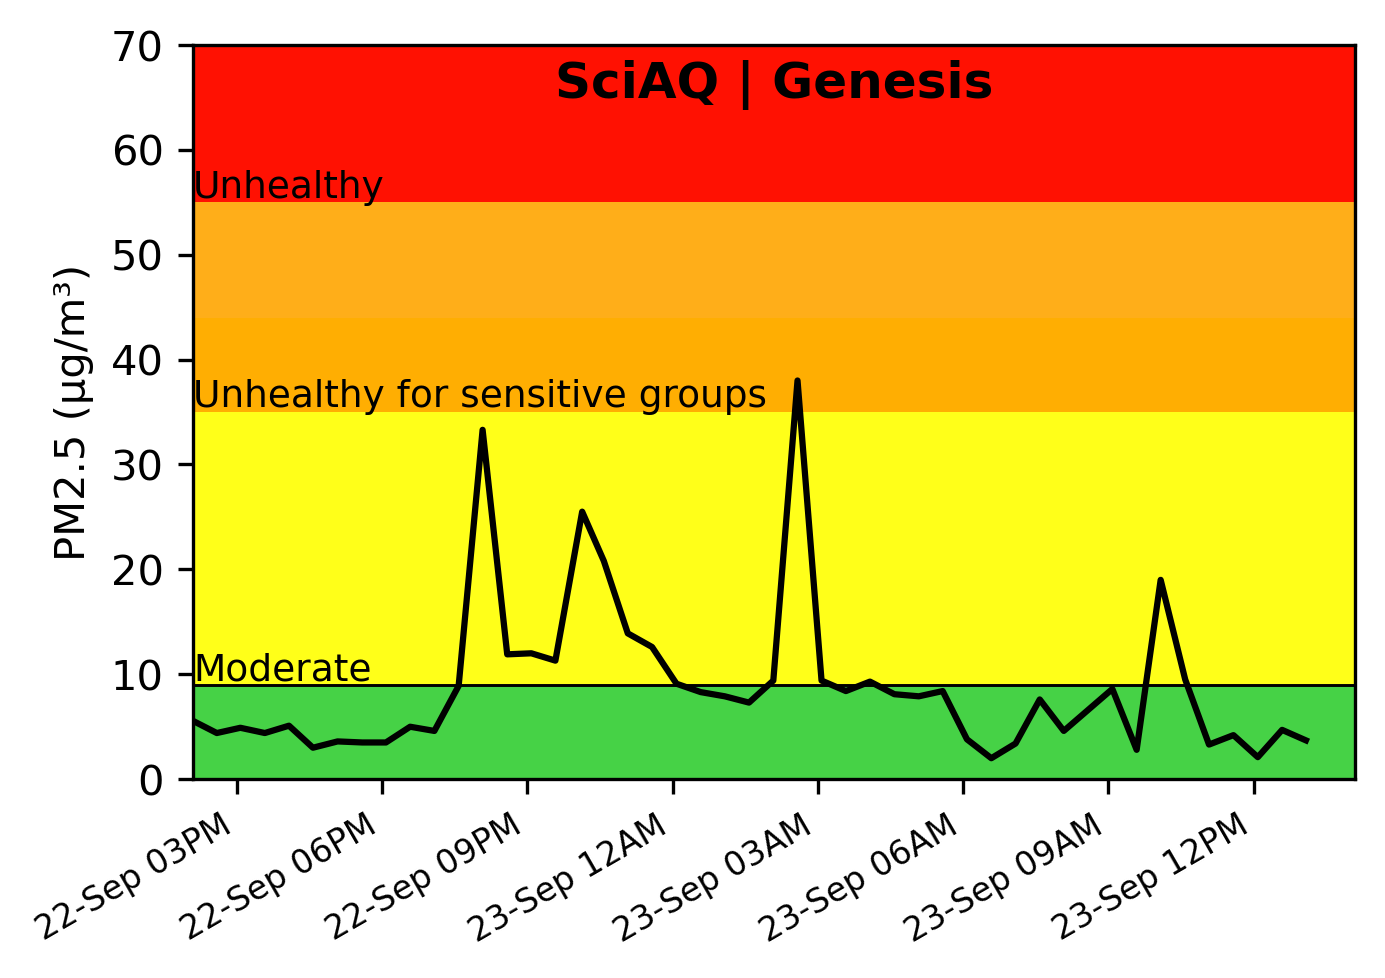 SciAQ | Genesis
PM2.5 (µg/m³)
70
60
50
40
30
20
10
0
Unhealthy
Unhealthy for sensitive groups
Moderate
22-Sep 03PM
22-Sep 06PM
22-Sep 09PM
23-Sep 12AM
23-Sep 03AM
23-Sep 06AM
23-Sep 09AM
23-Sep 12PM